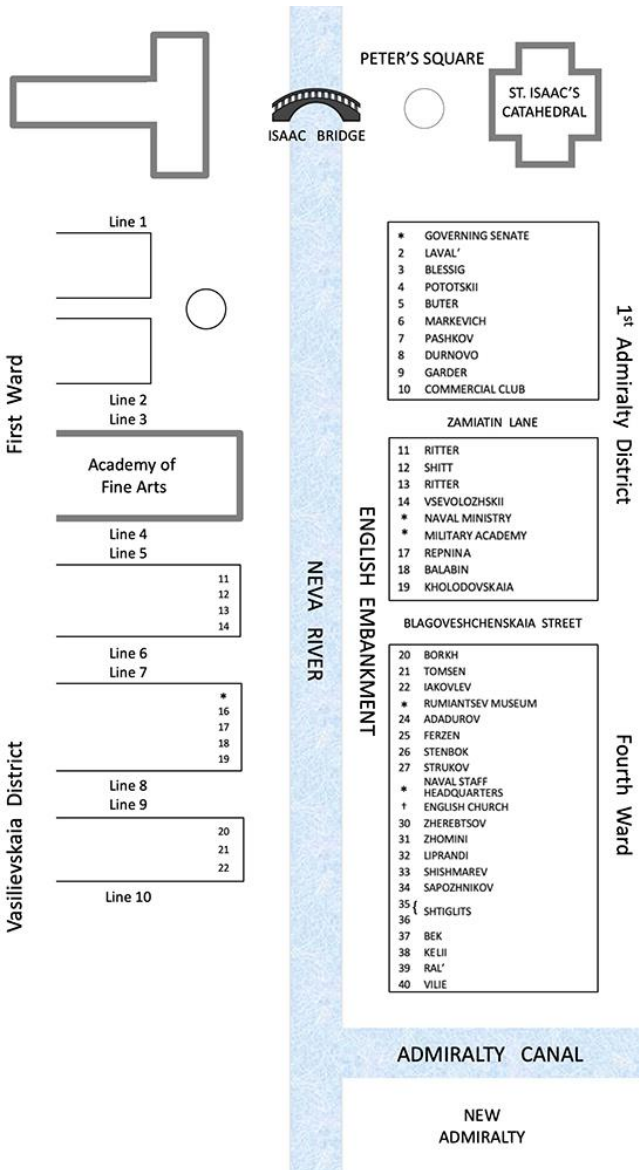 PETER'S SQUARE
ST. ISAAC'S
CATAHEDRAL
ISAAC BRIDGE
Line 1
Line 2
Line 3
Academy of
Fine Arts
Line 4
Line 5
11
12
13
14
Line 6
Line 7
*
16
17
18
19
Line 8
Line 9
20
21
22
Line 10
First Ward
Vasilievskaia District
NEVA RIVER
ENGLISH EMBANKMENT
* GOVERNING SENATE
2 LAVAL'
3 BLESSIG
4 POTOTSKII
5 BUTER
6 MARKEVICH
7 PASHKOV
8 DURNOVO
9 GARDER
10 COMMERCIAL CLUB
ZAMIATIN LANE
11 RITTER
12 SHITT
13 RITTER
14 VSEVOLOZHSKII
* NAVAL MINISTRY
* MILITARY ACADEMY
17 REPNINA
18 BALABIN
19 KHOLODOVSKAIA
BLAGOVESHCHENSKAIA STREET
20 BORKH
21 TOMSEN
22 IAKOVLEV
* RUMIANTSEV MUSEUM
24 ADADUROV
25 FERZEN
26 STENBOK
27 STRUKOV
* NAVAL STAFF
HEADQUARTERS
† ENGLISH CHURCH
30 ZHEREBTSOV
31 ZHOMINI
32 LIPRANDI
33 SHISHMAREV
34 SAPOZHNIKOV
35 { SHTIGLITS
36
37 BEK
38 KELII
39 RAL'
40 VILIE
1st Admiralty District
Fourth Ward
ADMIRALTY CANAL
NEW
ADMIRALTY